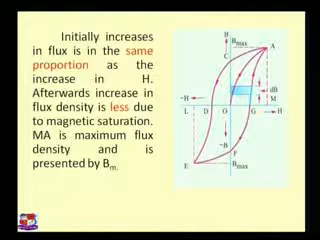 Initially increases
in flux is in the same
proportion as the
increase in H.
Afterwards increase in
flux density is less due
to magnetic saturation.
MA is maximum flux
density and is
presented by Bm.
B
Bmax
A
C
dB
-H
L
D
O
G
M
H
-B
F
E
Bmax